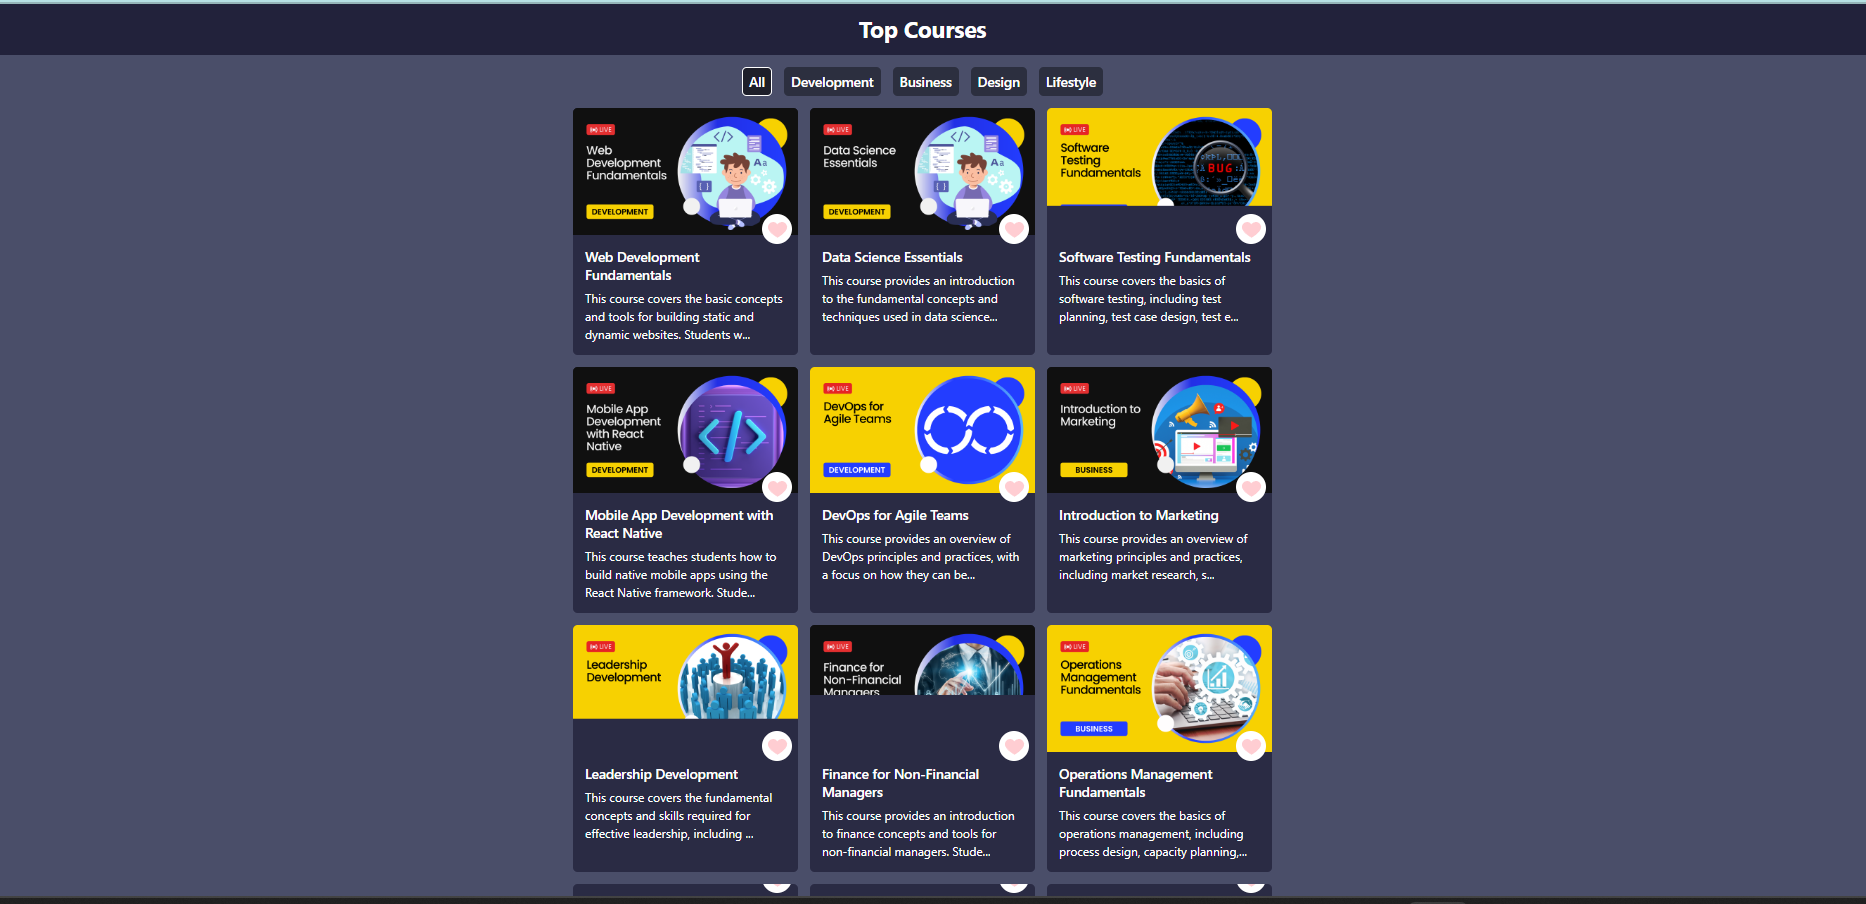 Top Courses
All
Development
Business
Design
Lifestyle
LIVE
Web
Development
Fundamentals
DEVELOPMENT
Web Development
Fundamentals
This course covers the basic concepts
and tools for building static and
dynamic websites. Students w...
LIVE
Data Science
Essentials
DEVELOPMENT
Data Science Essentials
This course provides an introduction
to the fundamental concepts and
techniques used in data science...
LIVE
Software
Testing
Fundamentals
BUG
Software Testing Fundamentals
This course covers the basics of
software testing, including test
planning, test case design, test e...
LIVE
Mobile App
Development
with React
Native
DEVELOPMENT
Mobile App Development with
React Native
This course teaches students how to
build native mobile apps using the
React Native framework. Stude...
LIVE
DevOps for
Agile Teams
DEVELOPMENT
DevOps for Agile Teams
This course provides an overview of
DevOps principles and practices, with
a focus on how they can be...
LIVE
Introduction to
Marketing
BUSINESS
Introduction to Marketing
This course provides an overview of
marketing principles and practices,
including market research, s...
LIVE
Leadership
Development
Leadership Development
This course covers the fundamental
concepts and skills required for
effective leadership, including ...
LIVE
Finance for
Non-Financial
Managers
Finance for Non-Financial
Managers
This course provides an introduction
to finance concepts and tools for
non-financial managers. Stude...
LIVE
Operations
Management
Fundamentals
BUSINESS
Operations Management
Fundamentals
This course covers the basics of
operations management, including
process design, capacity planning,...